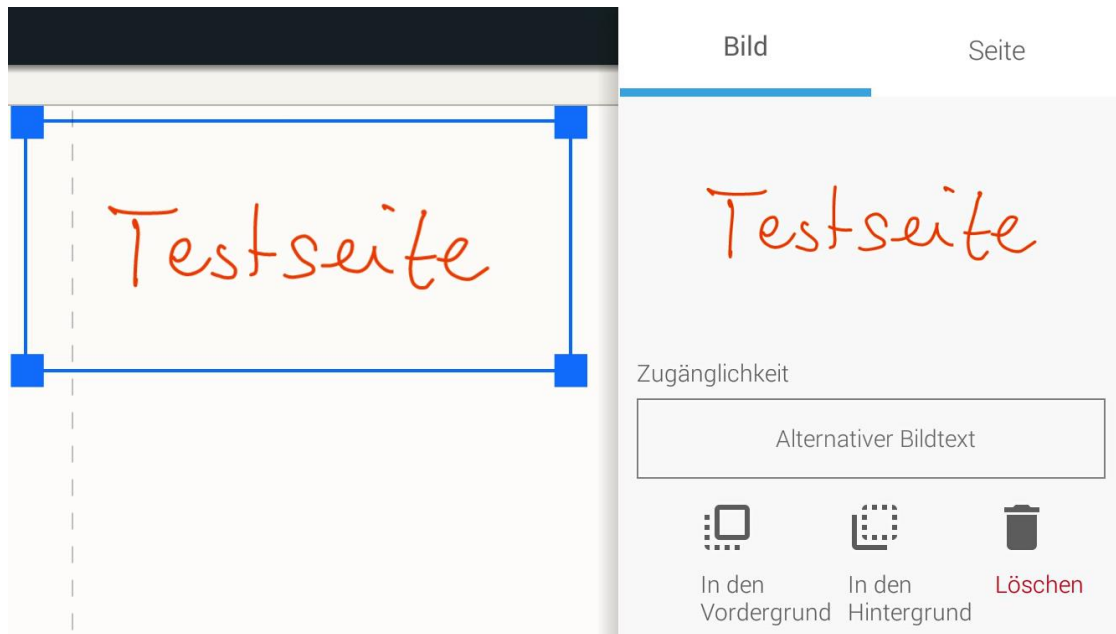 Bild
Seite
Testseite
Testseite
Zugänglichkeit
Alternativer Bildtext
In den Vordergrund
In den Hintergrund
Löschen